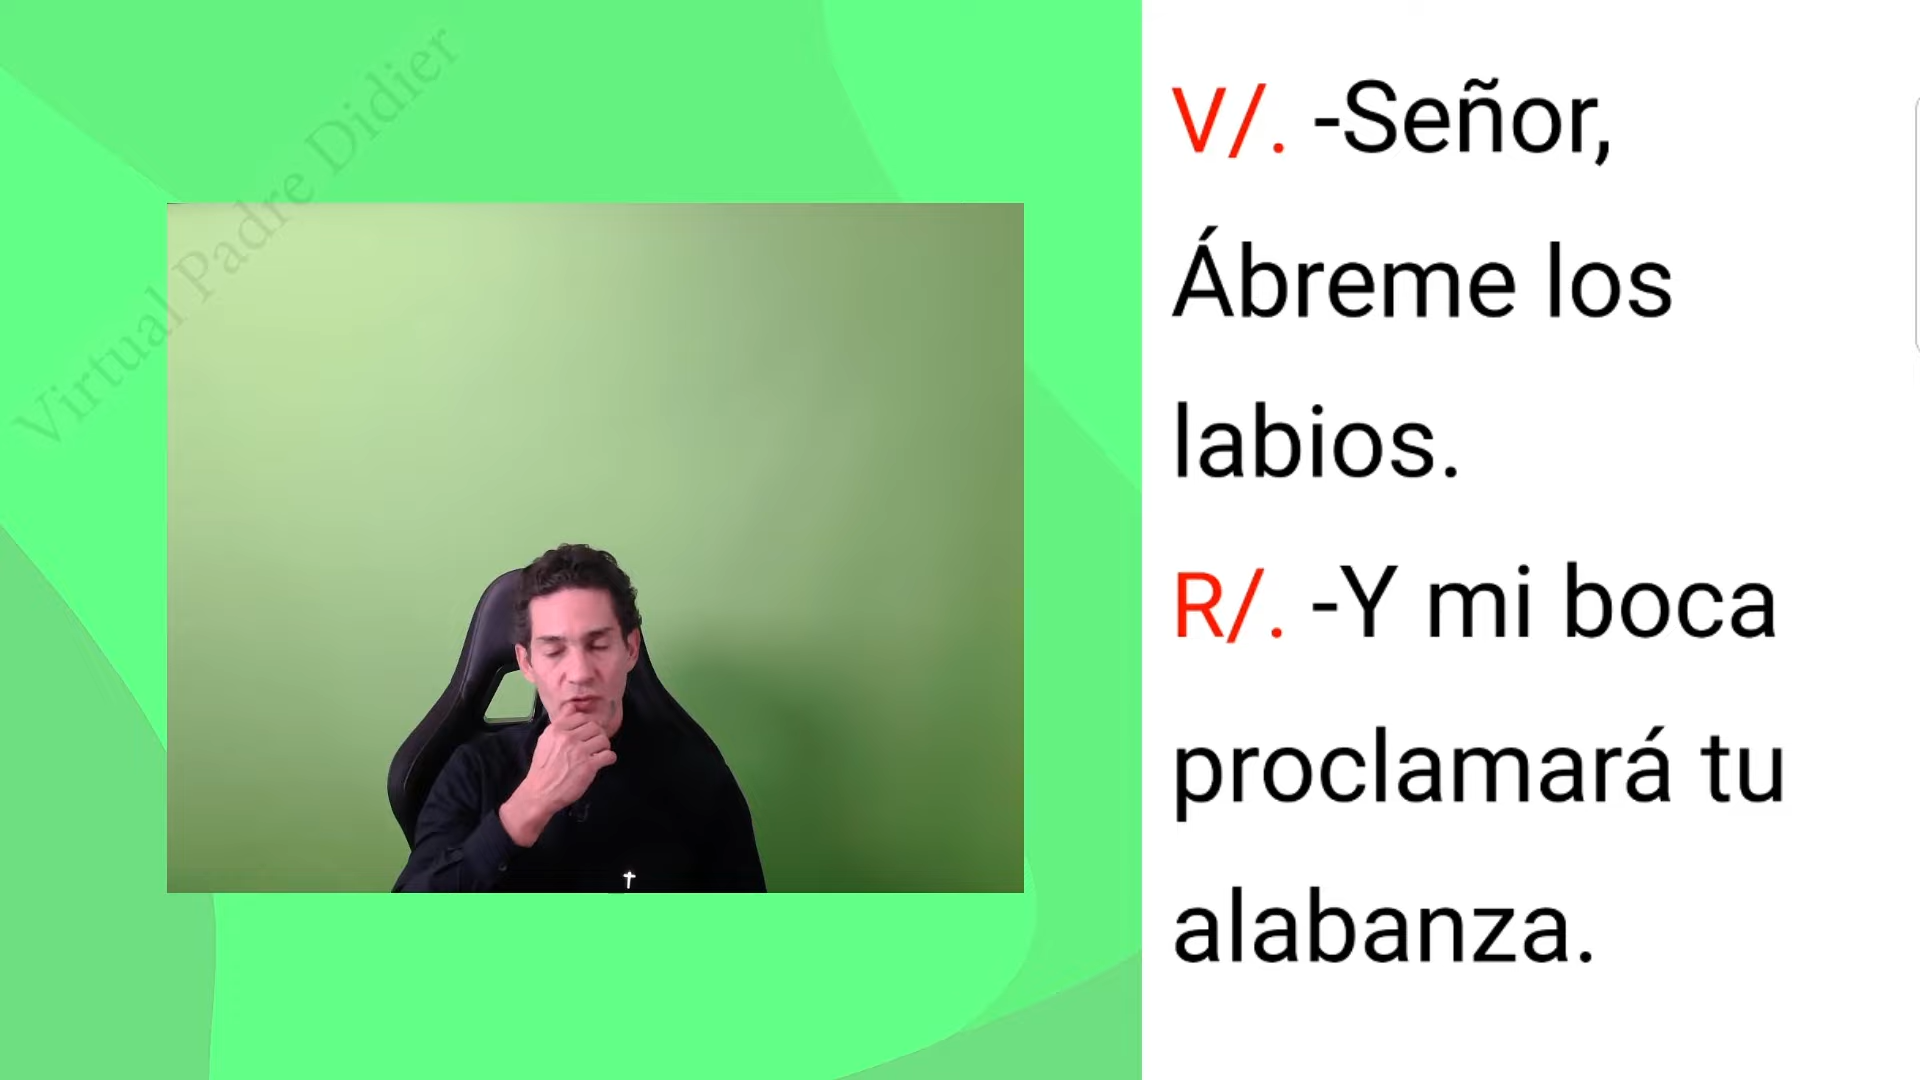 Virtual Padre Didier
V/. -Señor,
Ábreme los
labios.
R/. -Y mi boca
proclamará tu
alabanza.